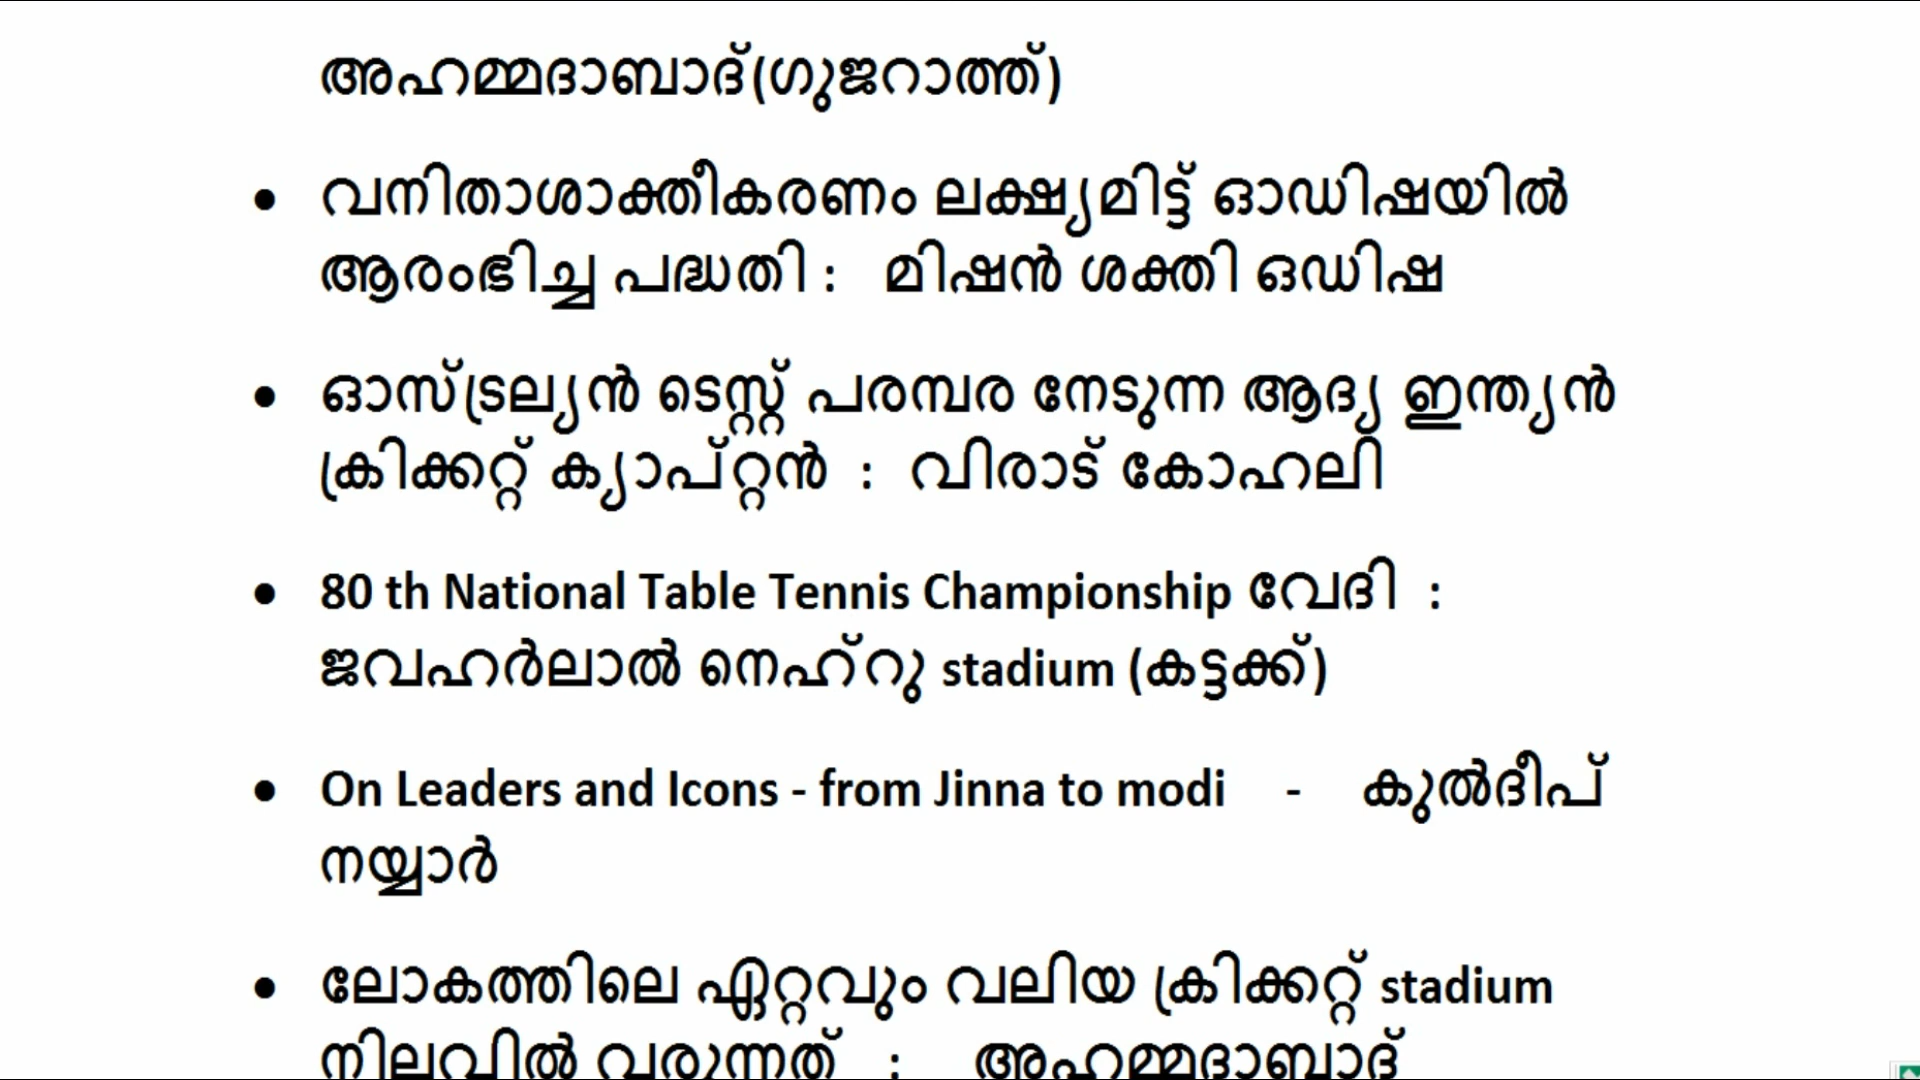 അഹമ്മദാബാദ്(ഗുജറാത്ത്)
• വനിതാശാക്തീകരണം ലക്ഷ്യമിട്ട് ഓഡിഷയിൽ
ആരംഭിച്ച പദ്ധതി : മിഷൻ ശക്തി ഒഡിഷ
• ഓസ്ട്രല്യൻ ടെസ്റ്റ് പരമ്പര നേടുന്ന ആദ്യ ഇന്ത്യൻ
ക്രിക്കറ്റ് ക്യാപ്റ്റൻ : വിരാട് കോഹലി
• 80 th National Table Tennis Championship വേദി :
ജവഹർലാൽ നെഹ്റു stadium (കട്ടക്ക്)
• On Leaders and Icons - from Jinna to modi - കുൽദീപ്
നയ്യാർ
• ലോകത്തിലെ ഏറ്റവും വലിയ ക്രിക്കറ്റ് stadium
നിലവിൽ വരുന്നത് : അഹമ്മദാബാദ്